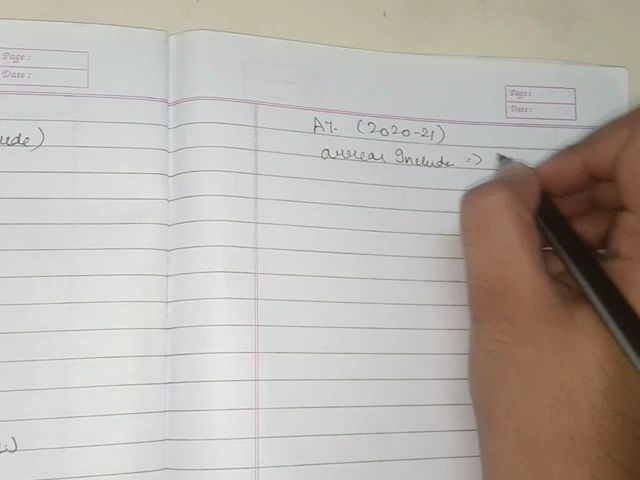 Page:
Date:
Page:
Date:
ude)
AY. (2020-21)
arrear Include =>